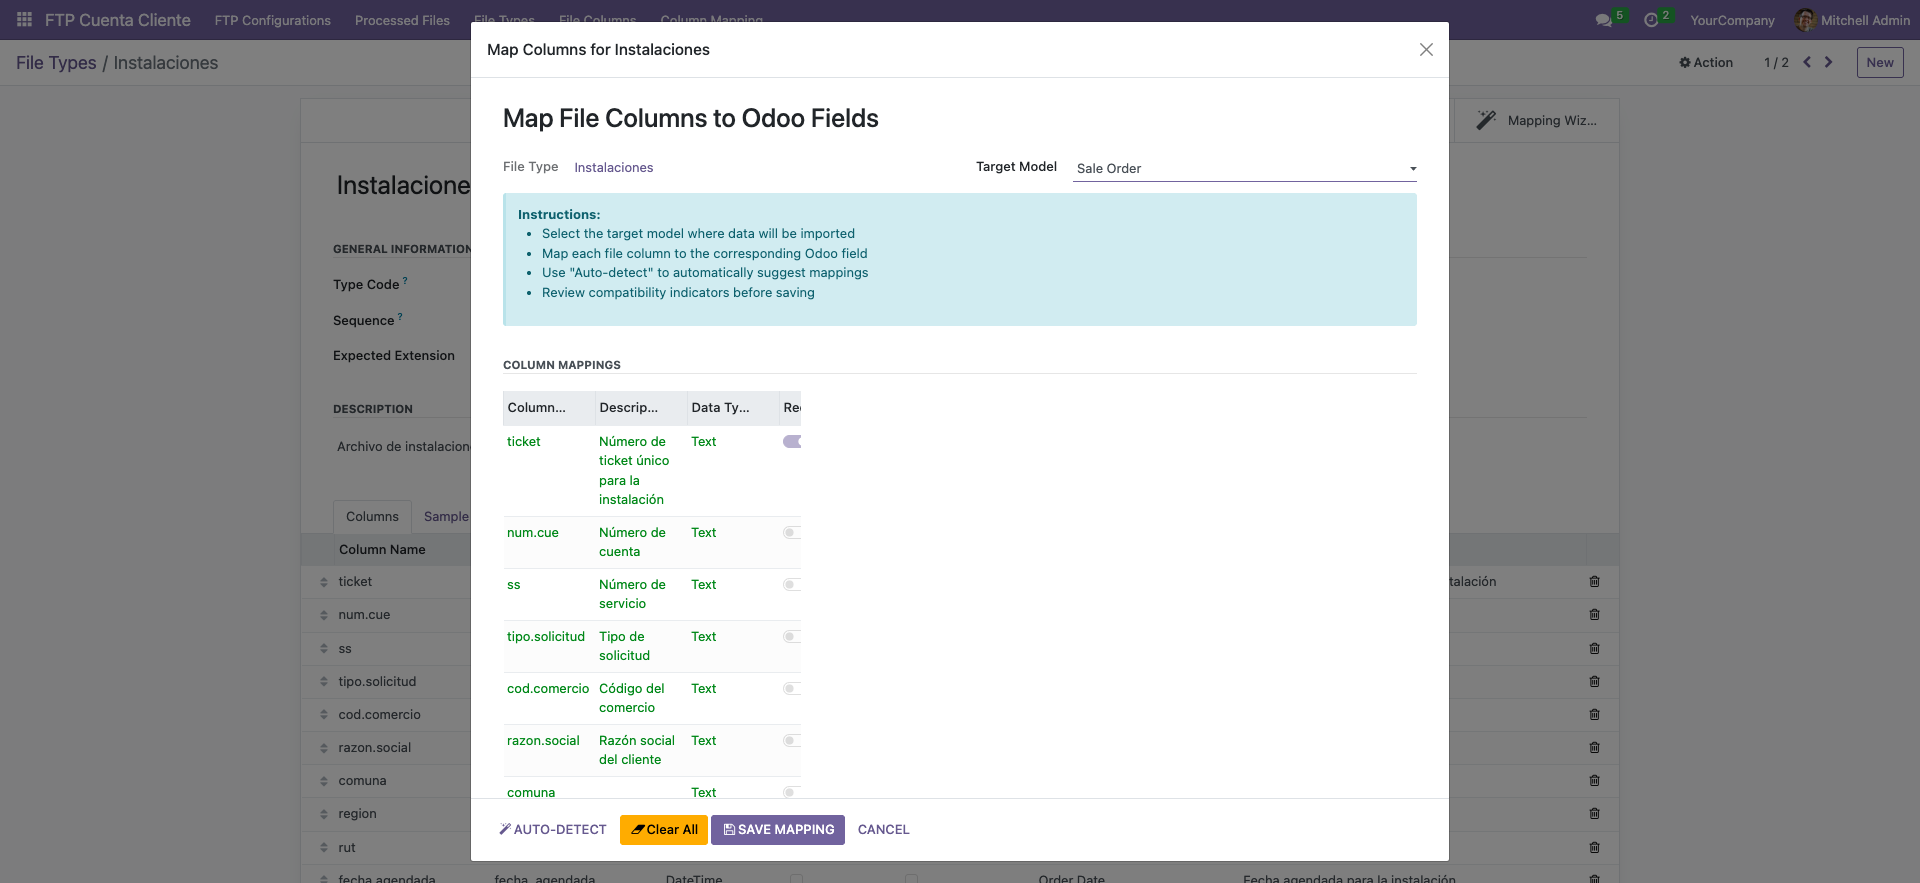 FTP Cuenta Cliente
FTP Configurations
Processed Files
File Types
File Columns
Column Mapping
5
2
YourCompany
Mitchell Admin
File Types / Instalaciones
Action
1 / 2
New
Map Columns for Instalaciones
Mapping Wiz...
Map File Columns to Odoo Fields
File Type
Instalaciones
Target Model
Sale Order
Instalacione
Instructions:
• Select the target model where data will be imported
• Map each file column to the corresponding Odoo field
• Use "Auto-detect" to automatically suggest mappings
• Review compatibility indicators before saving
GENERAL INFORMATION
Type Code ?
Sequence ?
Expected Extension
COLUMN MAPPINGS
DESCRIPTION
Archivo de instalacion
Column... Descrip... Data Ty... Re
ticket
Número de
ticket único
para la
instalación
Text
num.cue
Número de
cuenta
Text
ss
Número de
servicio
Text
tipo.solicitud
Tipo de
solicitud
Text
cod.comercio
Código del
comercio
Text
razon.social
Razón social
del cliente
Text
comuna
Text
Columns
Sample
Column Name
ticket
talación
num.cue
ss
tipo.solicitud
cod.comercio
razon.social
comuna
region
rut
fecha agendada
fecha_agendada
DateTime
Order Date
Fecha agendada para la instalación
AUTO-DETECT
Clear All
SAVE MAPPING
CANCEL